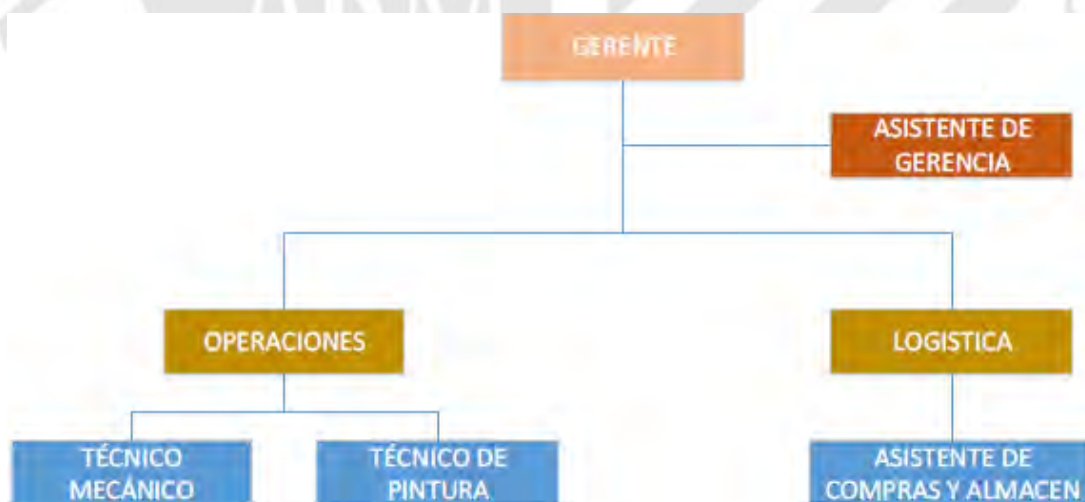 GERENTE
ASISTENTE DE
GERENCIA
OPERACIONES
LOGISTICA
TÉCNICO
MECÁNICO
TÉCNICO DE
PINTURA
ASISTENTE DE
COMPRAS Y ALMACEN